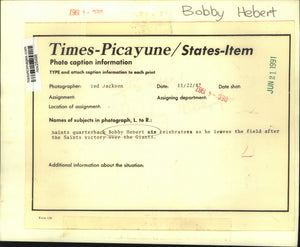 Bobby Hebert
Times-Picayune/States-Item
Photo caption information
TYPE and attach caption information to each print
JUN 21 1991
Photographer: Ted Jackson Date: 11/22/87 Date shot:
Assignment: Assigning department:
Location of assignment:
Names of subjects in photograph, L. to R.:
Saints quarterback Bobby Hebert celebrates as he leaves the field after
the Saints victory over the Giants.
Additional information about the situation: